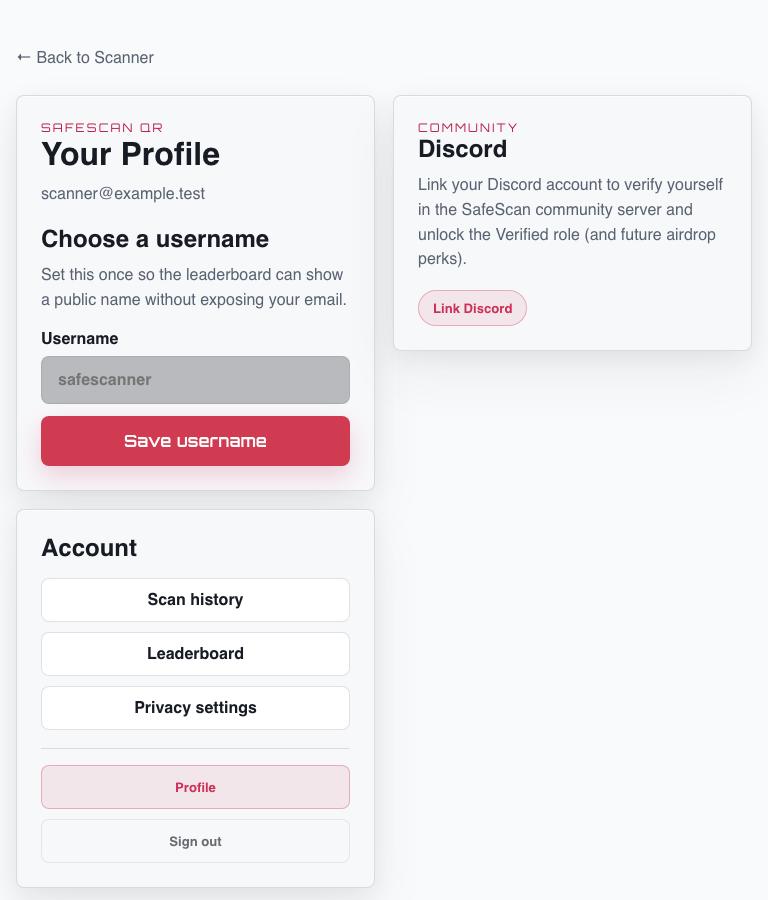 ← Back to Scanner
SAFESCAN QR
Your Profile
scanner@example.test
Choose a username
Set this once so the leaderboard can show
a public name without exposing your email.
Username
safescanner
Save username
Account
Scan history
Leaderboard
Privacy settings
Profile
Sign out
COMMUNITY
Discord
Link your Discord account to verify yourself
in the SafeScan community server and
unlock the Verified role (and future airdrop
perks).
Link Discord